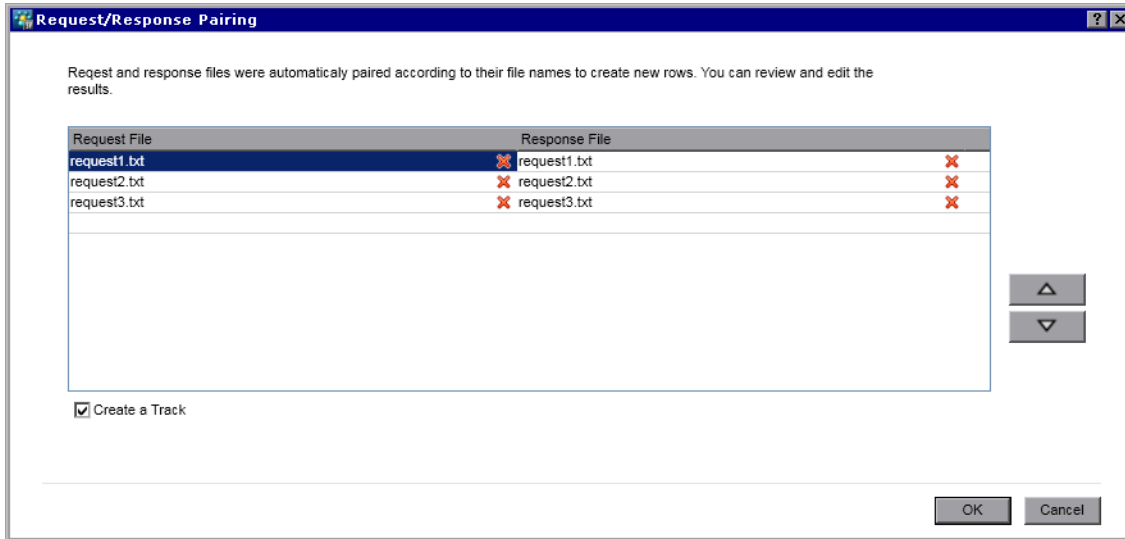 Request/Response Pairing
Reqest and response files were automaticaly paired according to their file names to create new rows. You can review and edit the
results.
Request File Response File
request1.txt request1.txt
request2.txt request2.txt
request3.txt request3.txt
Create a Track
OK Cancel